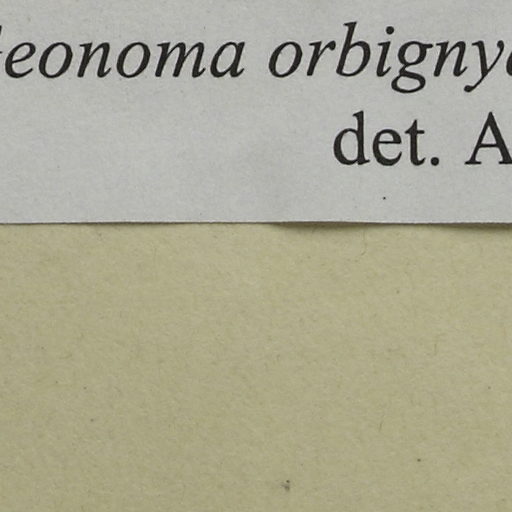 eonoma orbigny
det. A